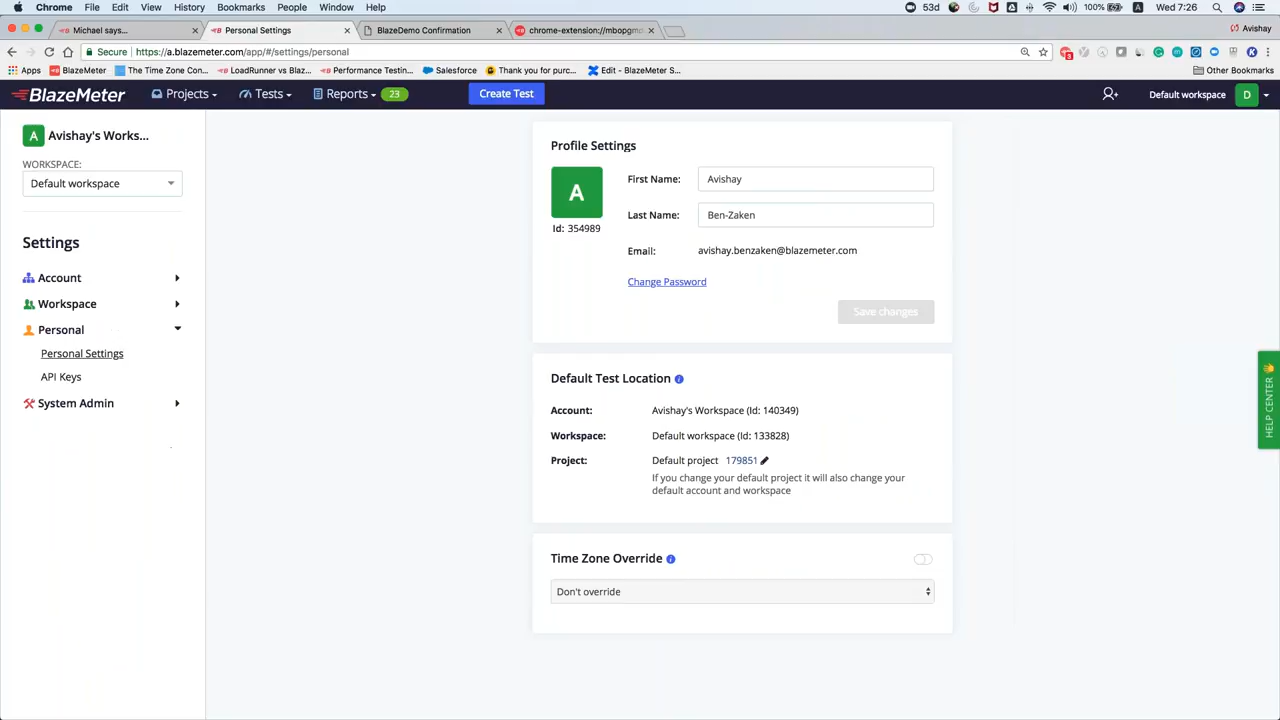 Chrome File Edit View History Bookmarks People Window Help 53d 100% A Wed 7:26
Michael says... Personal Settings BlazeDemo Confirmation chrome-extension://mbopgm Avishay
Secure https://a.blazemeter.com/app/#/settings/personal
Apps BlazeMeter The Time Zone Con... LoadRunner vs Blaz... Performance Testin... Salesforce Thank you for purc... Edit - BlazeMeter S... Other Bookmarks
BlazeMeter Projects Tests Reports 23 Create Test Default workspace D
A Avishay's Works...
WORKSPACE:
Default workspace
Settings
Account
Workspace
Personal
Personal Settings
API Keys
System Admin
Profile Settings
A
Id: 354989
First Name: Avishay
Last Name: Ben-Zaken
Email: avishay.benzaken@blazemeter.com
Change Password
Save changes
Default Test Location
Account: Avishay's Workspace (Id: 140349)
Workspace: Default workspace (Id: 133828)
Project: Default project 179851
If you change your default project it will also change your
default account and workspace
Time Zone Override
Don't override
HELP CENTER